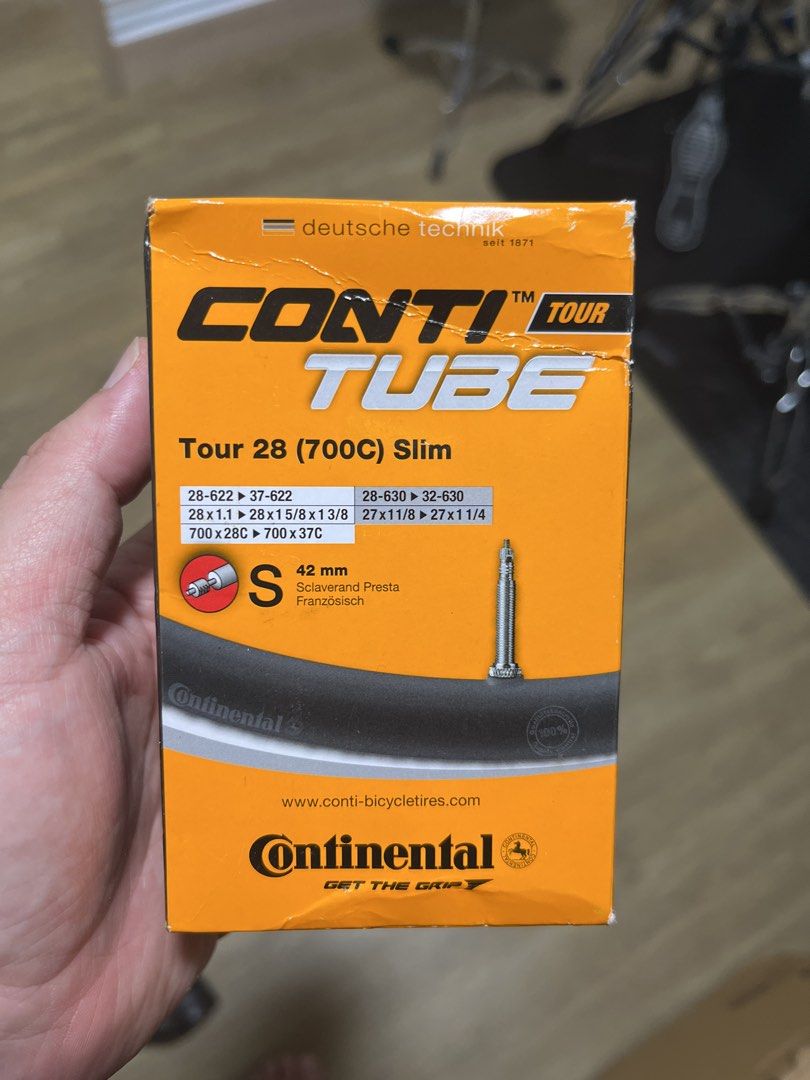 deutsche technik
seit 1871
CONTI™ TOUR
TUBE
Tour 28 (700C) Slim
28-622 ▶ 37-622
28 x 1.1 ▶ 28 x 1 5/8 x 1 3/8
700 x 28C ▶ 700 x 37C
28-630 ▶ 32-630
27 x 1 1/8 ▶ 27 x 1 1/4
S 42 mm
Sclaverand Presta
Französisch
Continental
100%
www.conti-bicycletires.com
Continental
CONTINENTAL
GET THE GRIP